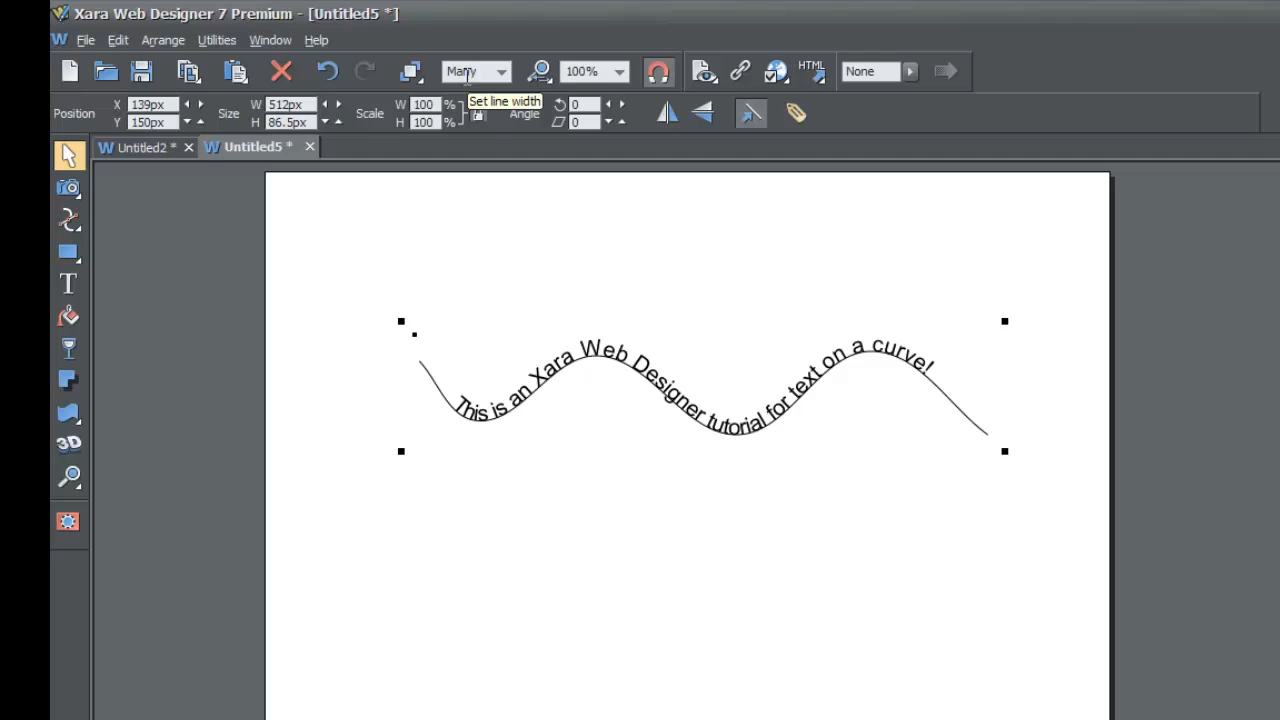 Xara Web Designer 7 Premium - [Untitled5 *]
File Edit Arrange Utilities Window Help
Many 100% HTML None
Set line width
Position X 139px W 512px Scale W 100 % Angle 0
Y 150px Size H 86.5px H 100 % 0
Untitled2 * Untitled5 *
This is an Xara Web Designer tutorial for text on a curve!
T
3D